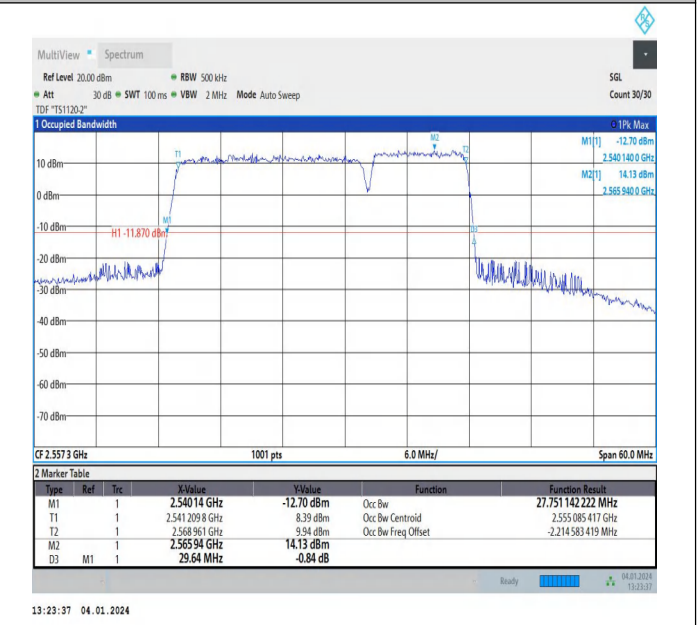 MultiView Spectrum
Ref Level 20.00 dBm RBW 500 kHz SGL
Att 30 dB SWT 100 ms VBW 2 MHz Mode Auto Sweep Count 30/30
TDF "TS1120-2"
1 Occupied Bandwidth 1Pk Max
M1[1] -12.70 dBm
2.540 140 0 GHz
M2[1] 14.13 dBm
2.565 940 0 GHz
T1 M2 T2
10 dBm
0 dBm
M1
-10 dBm
H1 -11.870 dBm
D3
-20 dBm
-30 dBm
-40 dBm
-50 dBm
-60 dBm
-70 dBm
CF 2.557 3 GHz 1001 pts 6.0 MHz/ Span 60.0 MHz
2 Marker Table
Type Ref Trc X-Value Y-Value Function Function Result
M1 1 2.540 14 GHz -12.70 dBm Occ Bw 27.751 142 222 MHz
T1 1 2.541 209 8 GHz 8.39 dBm Occ Bw Centroid 2.555 085 417 GHz
T2 1 2.568 961 GHz 9.94 dBm Occ Bw Freq Offset -2.214 583 419 MHz
M2 1 2.565 94 GHz 14.13 dBm
D3 M1 1 29.64 MHz -0.84 dB
Ready 04.01.2024
13:23:37
13:23:37 04.01.2024